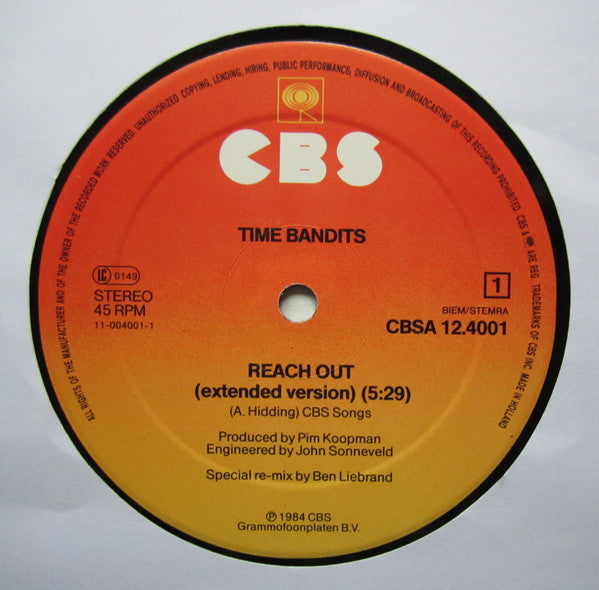 ALL RIGHTS OF THE MANUFACTURER AND OF THE OWNER OF THE RECORDED WORK RESERVED. UNAUTHORIZED COPYING, LENDING, HIRING, PUBLIC PERFORMANCE, DIFFUSION AND BROADCASTING OF THIS RECORDING PROHIBITED. CBS & ARE REG. TRADEMARKS OF CBS INC. MADE IN HOLLAND
CBS
TIME BANDITS
LC 0149
STEREO
45 RPM
11-004001-1
1
BIEM/STEMRA
CBSA 12.4001
REACH OUT
(extended version) (5:29)
(A. Hidding) CBS Songs
Produced by Pim Koopman
Engineered by John Sonneveld
Special re-mix by Ben Liebrand
℗ 1984 CBS
Grammofoonplaten B.V.